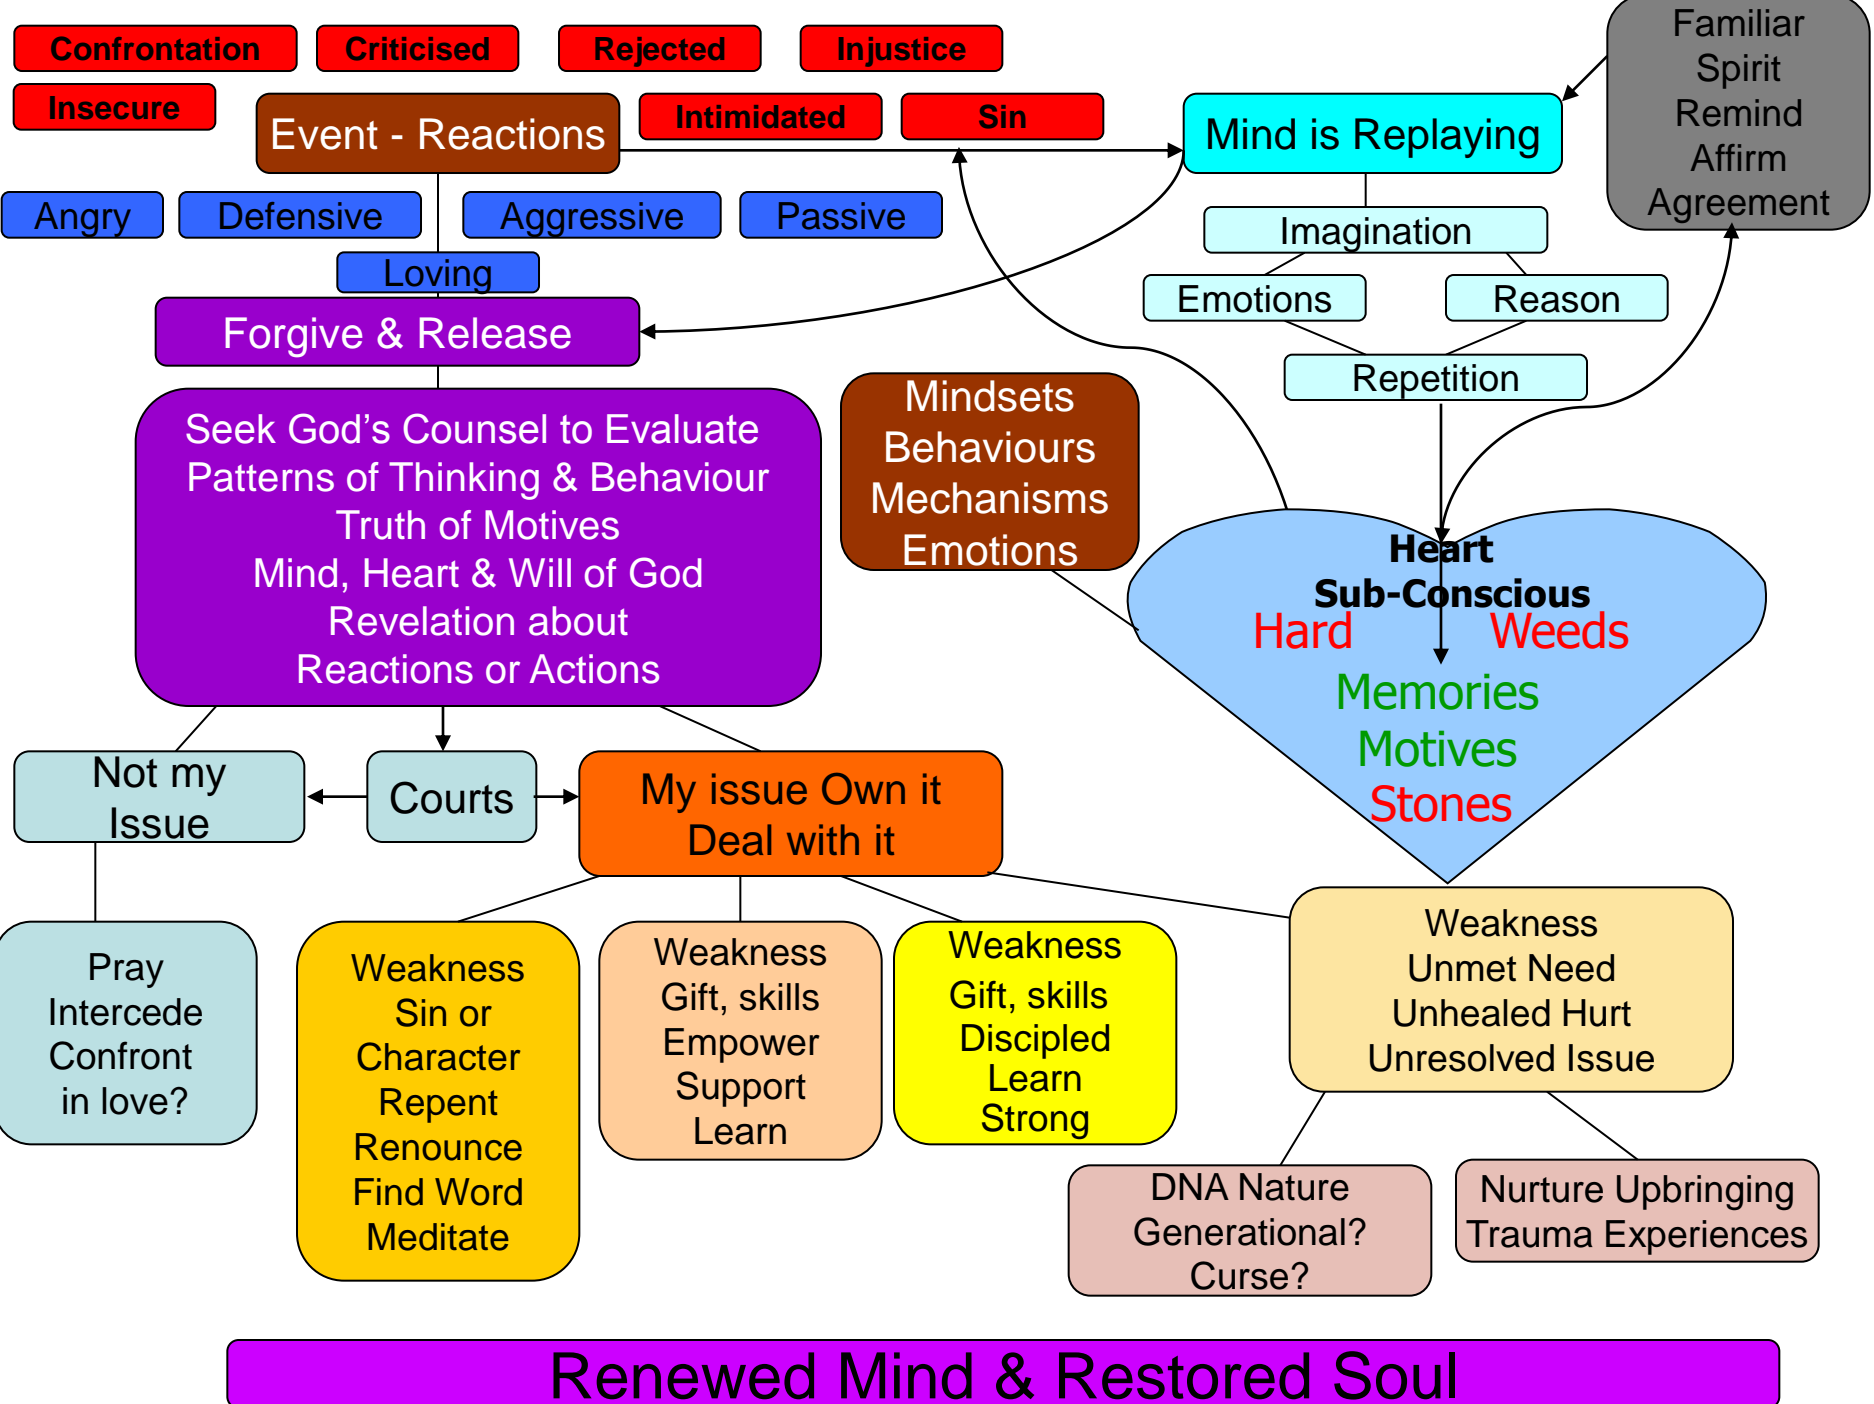 Confrontation
Criticised
Rejected
Injustice
Insecure
Event - Reactions
Intimidated
Sin
Mind is Replaying
Familiar
Spirit
Remind
Affirm
Agreement
Angry
Defensive
Aggressive
Passive
Loving
Imagination
Emotions
Reason
Repetition
Forgive & Release
Seek God’s Counsel to Evaluate
Patterns of Thinking & Behaviour
Truth of Motives
Mind, Heart & Will of God
Revelation about
Reactions or Actions
Mindsets
Behaviours
Mechanisms
Emotions
Heart
Sub-Conscious
Hard
Weeds
Memories
Motives
Stones
Not my
Issue
Courts
My issue Own it
Deal with it
Pray
Intercede
Confront
in love?
Weakness
Sin or
Character
Repent
Renounce
Find Word
Meditate
Weakness
Gift, skills
Empower
Support
Learn
Weakness
Gift, skills
Discipled
Learn
Strong
Weakness
Unmet Need
Unhealed Hurt
Unresolved Issue
DNA Nature
Generational?
Curse?
Nurture Upbringing
Trauma Experiences
Renewed Mind & Restored Soul